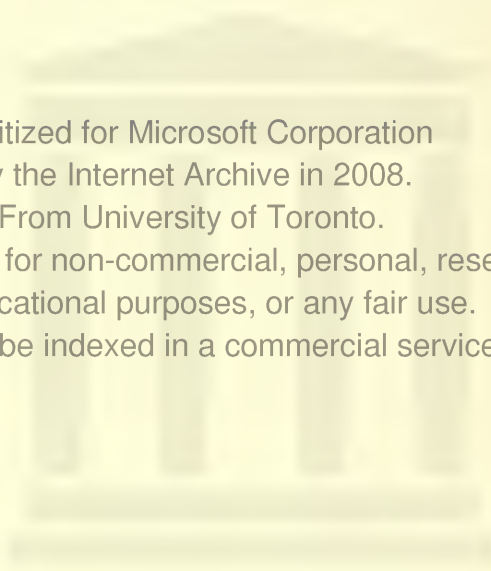 itized for Microsoft Corporation
y the Internet Archive in 2008.
From University of Toronto.
for non-commercial, personal, rese
cational purposes, or any fair use.
be indexed in a commercial service